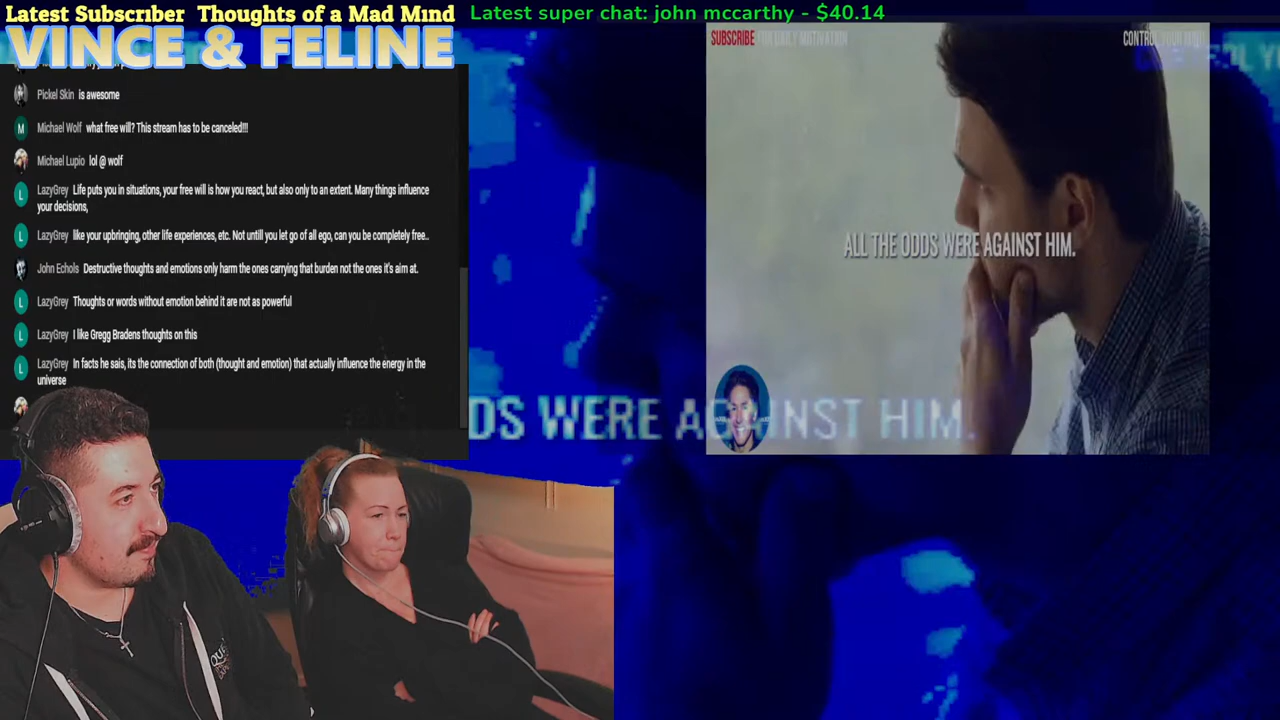 Latest Subscriber Thoughts of a Mad Mind
Latest super chat: john mccarthy - $40.14
VINCE & FELINE
Pickel Skin is awesome
Michael Wolf what free will? This stream has to be canceled!!!
Michael Lupio lol @ wolf
LazyGrey Life puts you in situations, your free will is how you react, but also only to an extent. Many things influence
your decisions,
LazyGrey like your upbringing, other life experiences, etc. Not untill you let go of all ego, can you be completely free..
John Echols Destructive thoughts and emotions only harm the ones carrying that burden not the ones it's aim at.
LazyGrey Thoughts or words without emotion behind it are not as powerful
LazyGrey I like Gregg Bradens thoughts on this
LazyGrey In facts he sais, its the connection of both (thought and emotion) that actually influence the energy in the
universe
SUBSCRIBE FOR DAILY MOTIVATION
ALL THE ODDS WERE AGAINST HIM.
DS WERE AGAINST HIM.